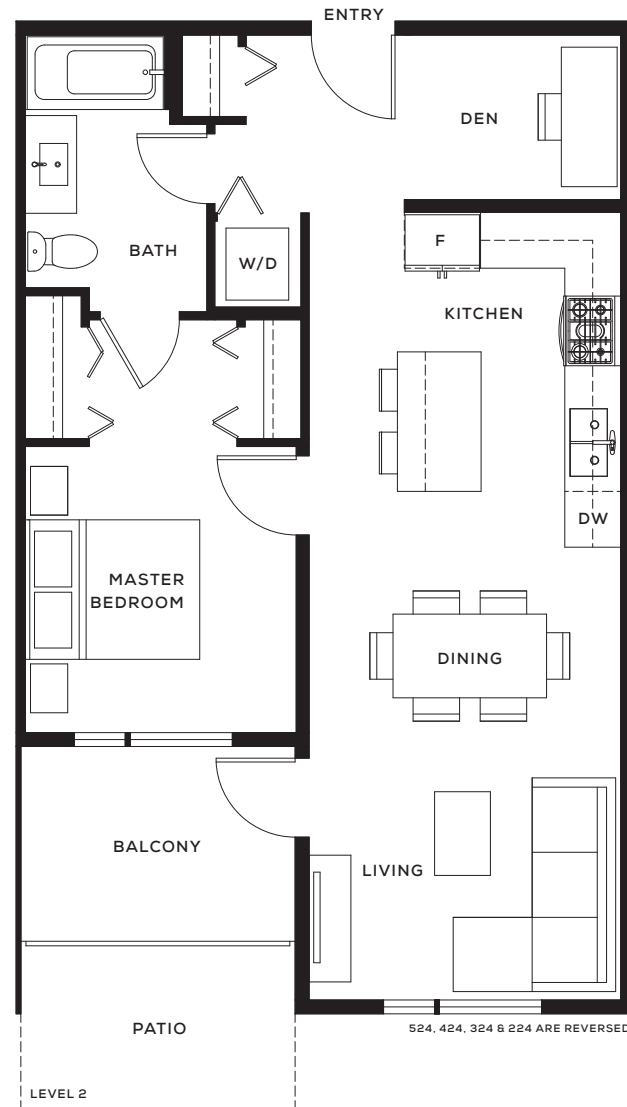 ENTRY
DEN
BATH
W/D
F
KITCHEN
DW
MASTER
BEDROOM
DINING
BALCONY
LIVING
PATIO
524, 424, 324 & 224 ARE REVERSED
LEVEL 2